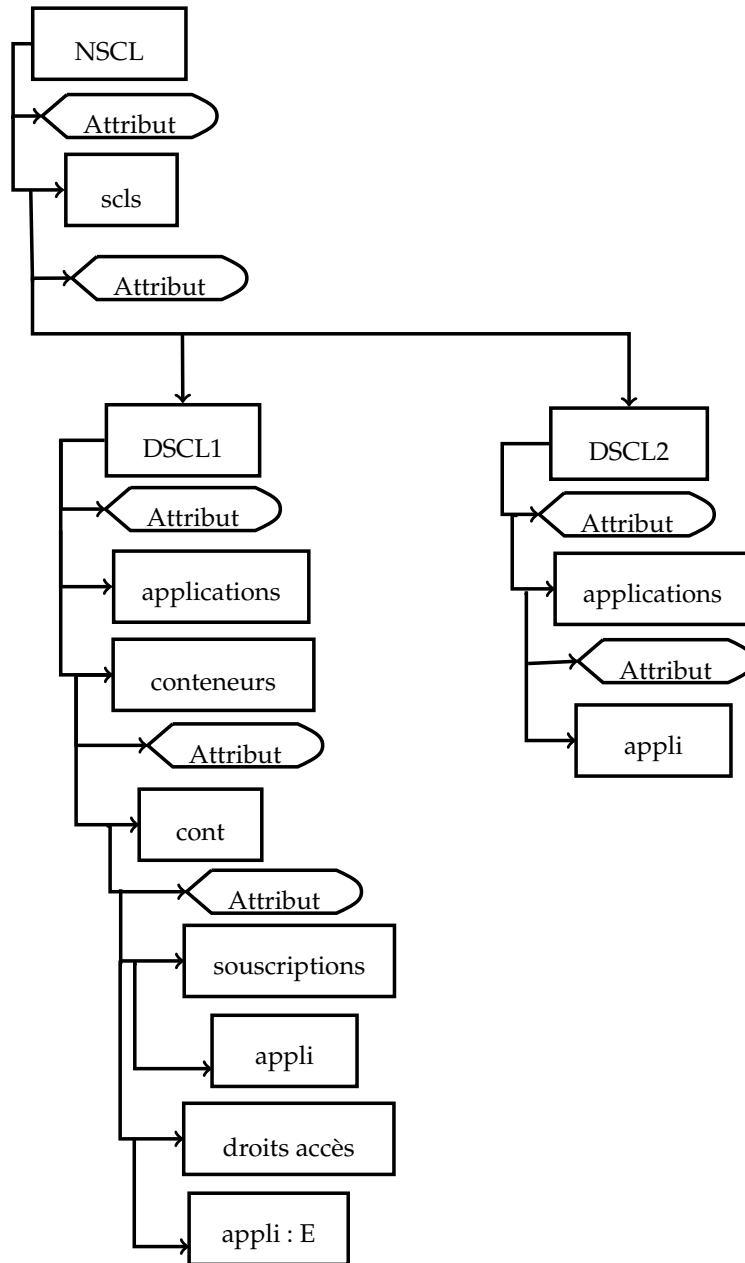 NSCL
Attribut
scls
Attribut
DSCL1
Attribut
applications
conteneurs
Attribut
cont
Attribut
souscriptions
appli
droits accès
appli : E
DSCL2
Attribut
applications
Attribut
appli